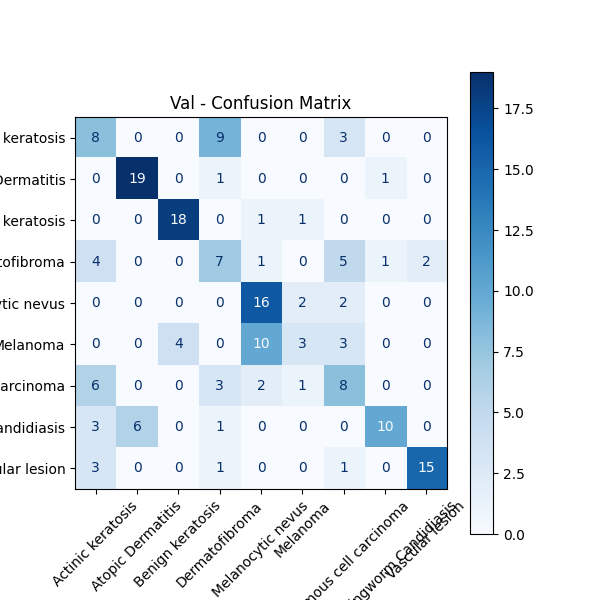 Val - Confusion Matrix
keratosis 8 0 0 9 0 0 3 0 0
Dermatitis 0 19 0 1 0 0 0 1 0
keratosis 0 0 18 0 1 1 0 0 0
tofibroma 4 0 0 7 1 0 5 1 2
ytic nevus 0 0 0 0 16 2 2 0 0
Melanoma 0 0 4 0 10 3 3 0 0
arcinoma 6 0 0 3 2 1 8 0 0
andidiasis 3 6 0 1 0 0 0 10 0
ular lesion 3 0 0 1 0 0 1 0 15
Actinic keratosis
Atopic Dermatitis
Benign keratosis
Dermatofibroma
Melanocytic nevus
Melanoma
mous cell carcinoma
ngworm Candidiasis
Vascular lesion
17.5
15.0
12.5
10.0
7.5
5.0
2.5
0.0